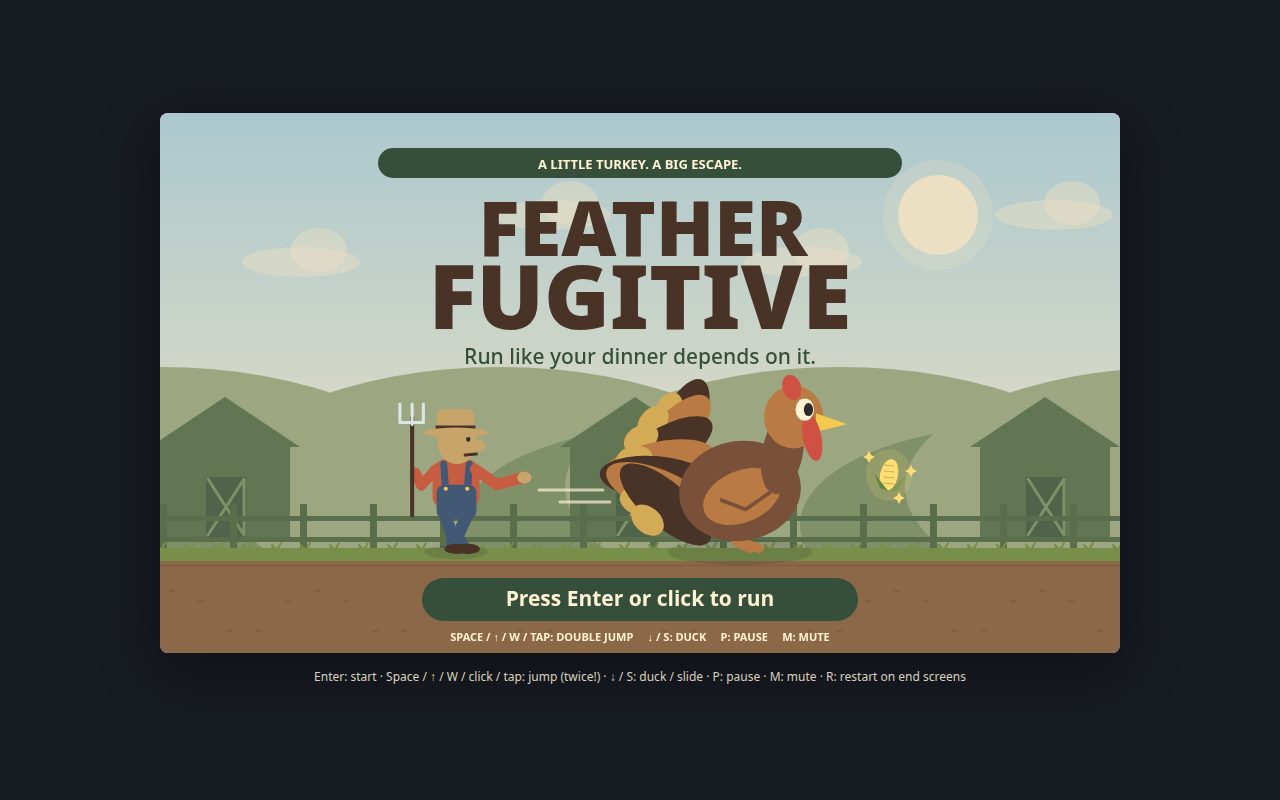 A LITTLE TURKEY. A BIG ESCAPE.
FEATHER
FUGITIVE
Run like your dinner depends on it.
Press Enter or click to run
SPACE / ↑ / W / TAP: DOUBLE JUMP ↓ / S: DUCK P: PAUSE M: MUTE
Enter: start · Space / ↑ / W / click / tap: jump (twice!) · ↓ / S: duck / slide · P: pause · M: mute · R: restart on end screens